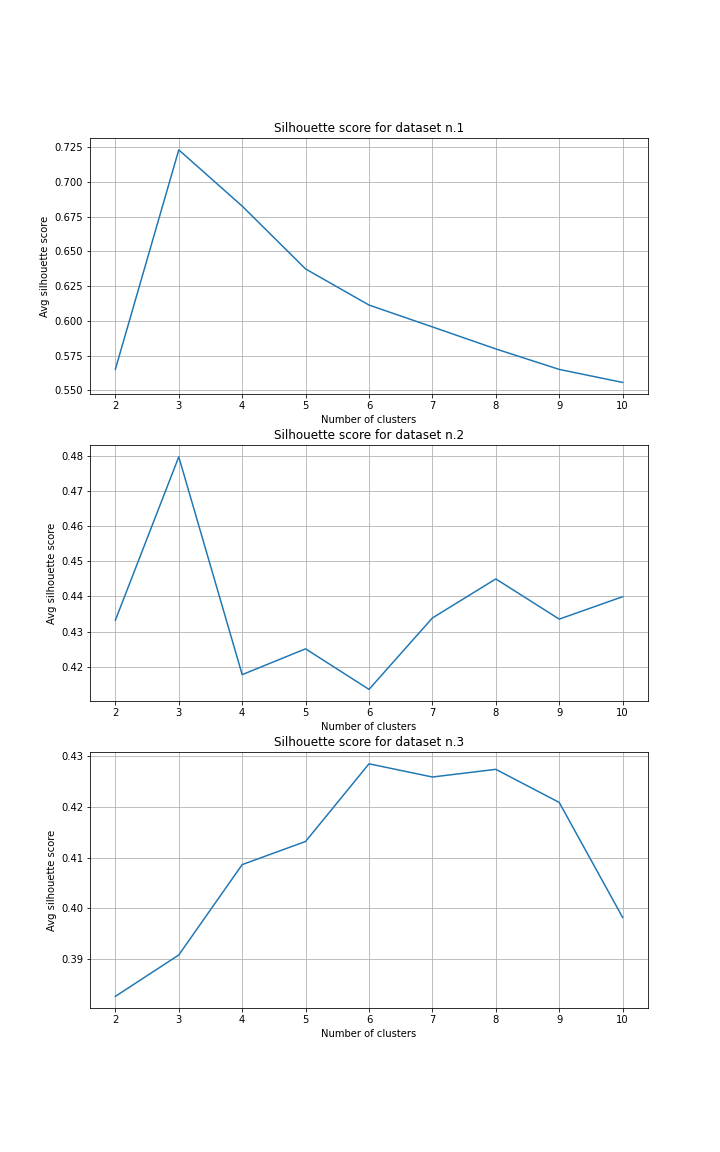 Silhouette score for dataset n.1
Avg silhouette score
0.725
0.700
0.675
0.650
0.625
0.600
0.575
0.550
2 3 4 5 6 7 8 9 10
Number of clusters
Silhouette score for dataset n.2
Avg silhouette score
0.48
0.47
0.46
0.45
0.44
0.43
0.42
2 3 4 5 6 7 8 9 10
Number of clusters
Silhouette score for dataset n.3
Avg silhouette score
0.43
0.42
0.41
0.40
0.39
2 3 4 5 6 7 8 9 10
Number of clusters